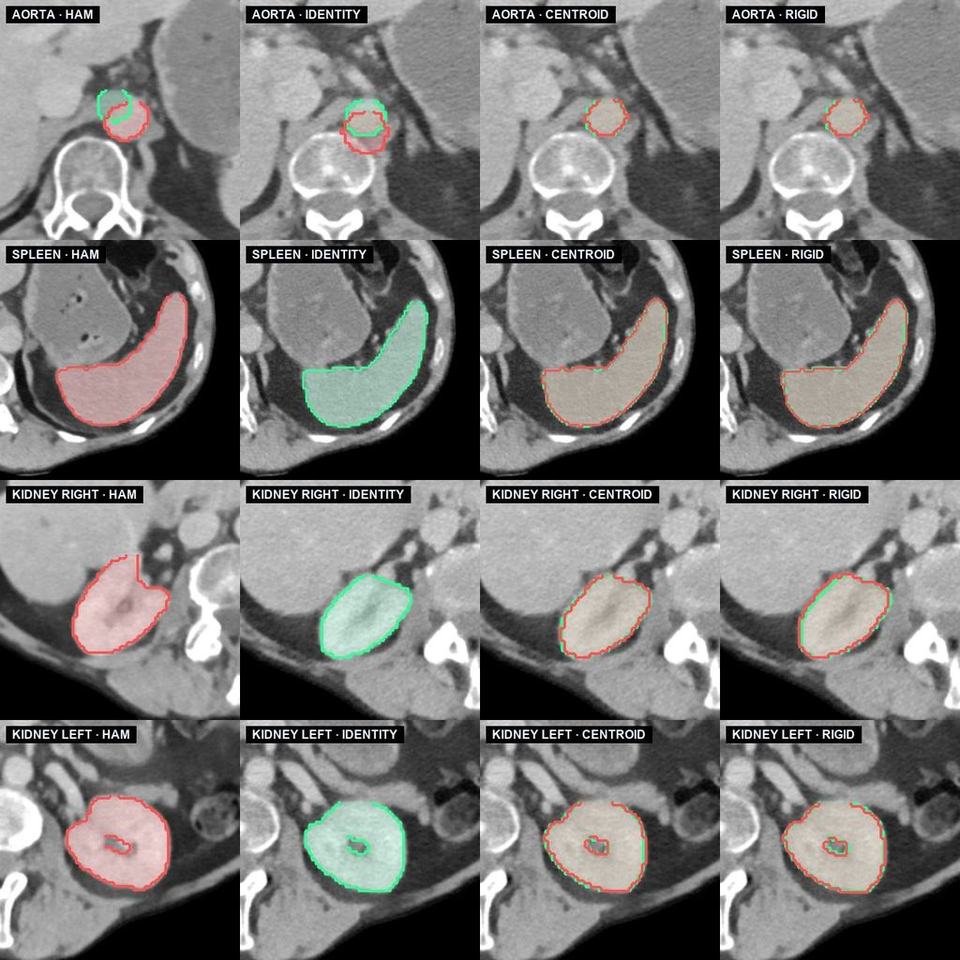 AORTA · HAM
AORTA · IDENTITY
AORTA · CENTROID
AORTA · RIGID
SPLEEN · HAM
SPLEEN · IDENTITY
SPLEEN · CENTROID
SPLEEN · RIGID
KIDNEY RIGHT · HAM
KIDNEY RIGHT · IDENTITY
KIDNEY RIGHT · CENTROID
KIDNEY RIGHT · RIGID
KIDNEY LEFT · HAM
KIDNEY LEFT · IDENTITY
KIDNEY LEFT · CENTROID
KIDNEY LEFT · RIGID